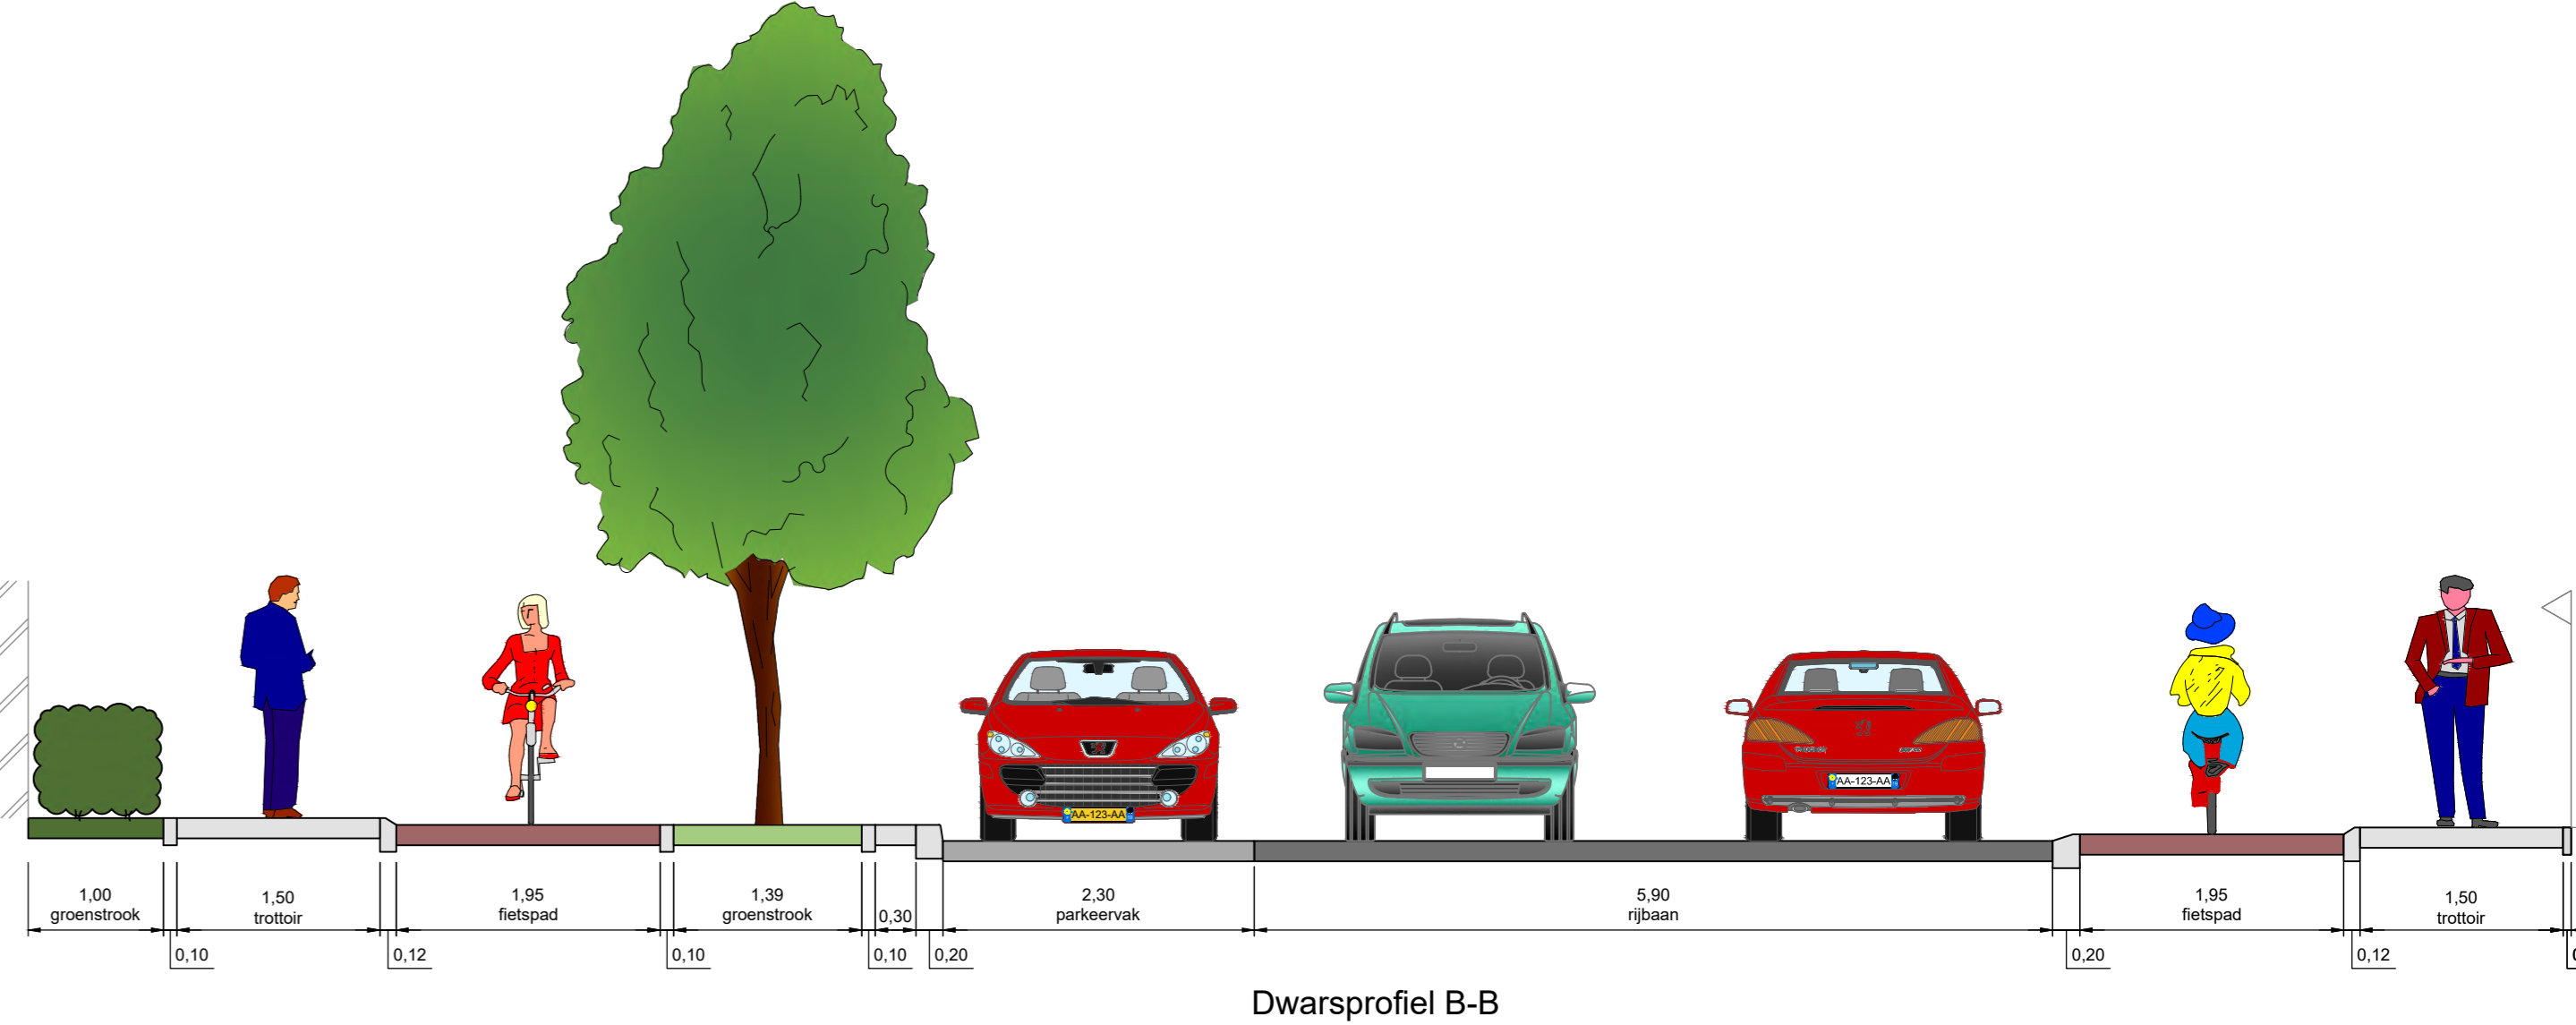 AA-123-AA
AA-123-AA
1,00
groenstrook
1,50
trottoir
1,95
fietspad
1,39
groenstrook
0,30
2,30
parkeervak
5,90
rijbaan
1,95
fietspad
1,50
trottoir
0,10
0,12
0,10
0,10
0,20
0,20
0,12
Dwarsprofiel B-B